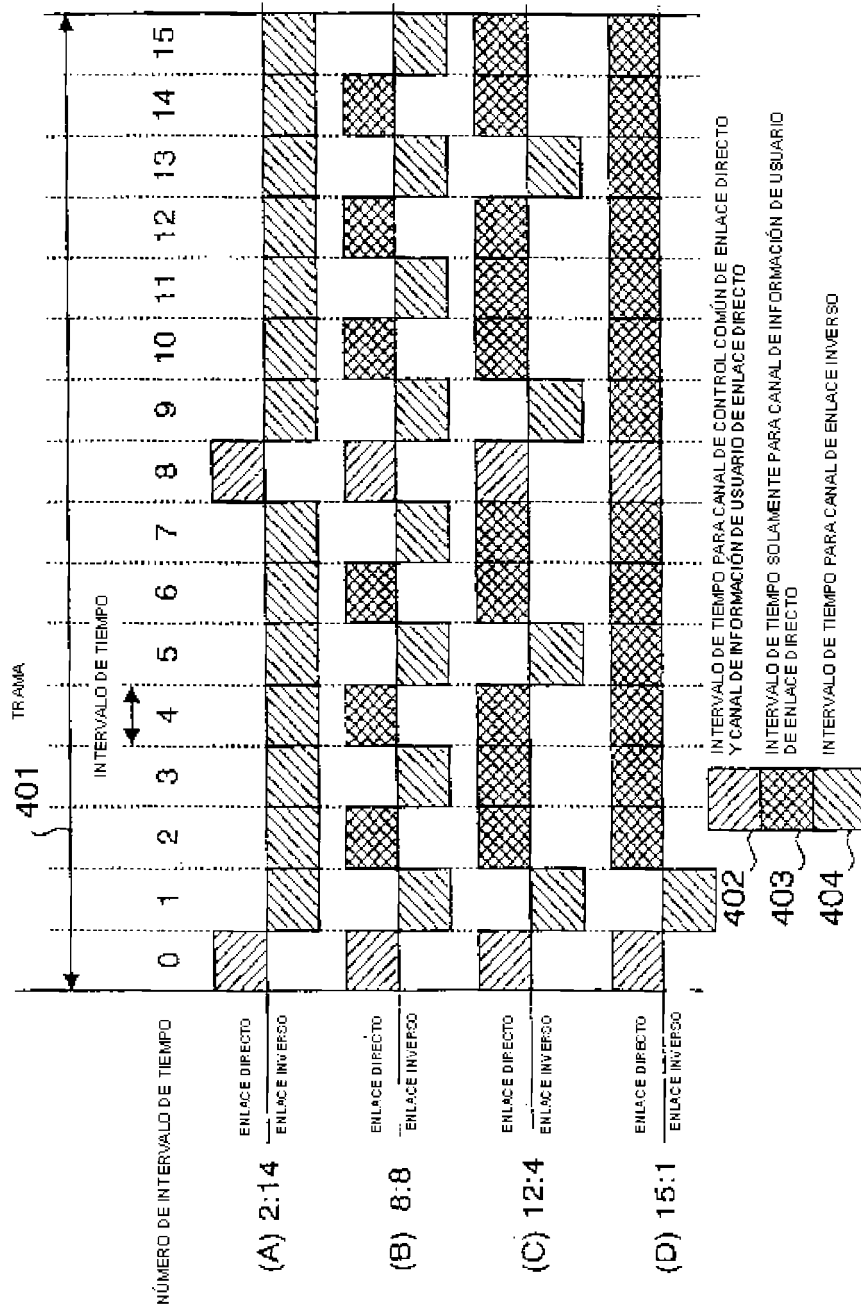 TRAMA
401
INTERVALO DE TIEMPO
NÚMERO DE INTERVALO DE TIEMPO
0 1 2 3 4 5 6 7 8 9 10 11 12 13 14 15
(A) 2:14
ENLACE DIRECTO
ENLACE INVERSO
(B) 8:8
ENLACE DIRECTO
ENLACE INVERSO
(C) 12:4
ENLACE DIRECTO
ENLACE INVERSO
(D) 15:1
ENLACE DIRECTO
ENLACE INVERSO
402
INTERVALO DE TIEMPO PARA CANAL DE CONTROL COMÚN DE ENLACE DIRECTO
Y CANAL DE INFORMACIÓN DE USUARIO DE ENLACE DIRECTO
403
INTERVALO DE TIEMPO SOLAMENTE PARA CANAL DE INFORMACIÓN DE USUARIO
DE ENLACE DIRECTO
404
INTERVALO DE TIEMPO PARA CANAL DE ENLACE INVERSO